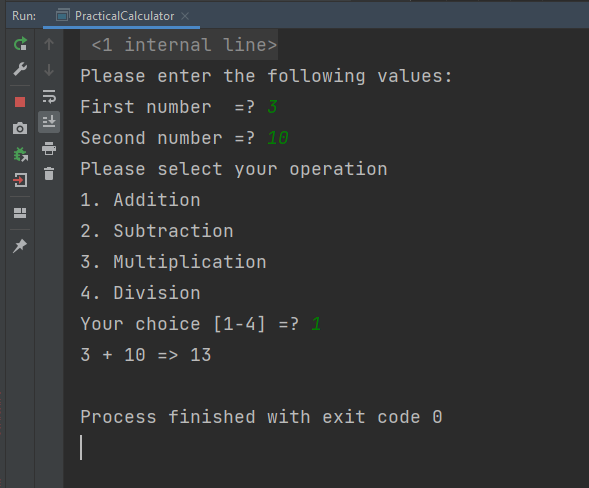 Run: PracticalCalculator
<1 internal line>
Please enter the following values:
First number  =? 3
Second number =? 10
Please select your operation
1. Addition
2. Subtraction
3. Multiplication
4. Division
Your choice [1-4] =? 1
3 + 10 => 13
Process finished with exit code 0